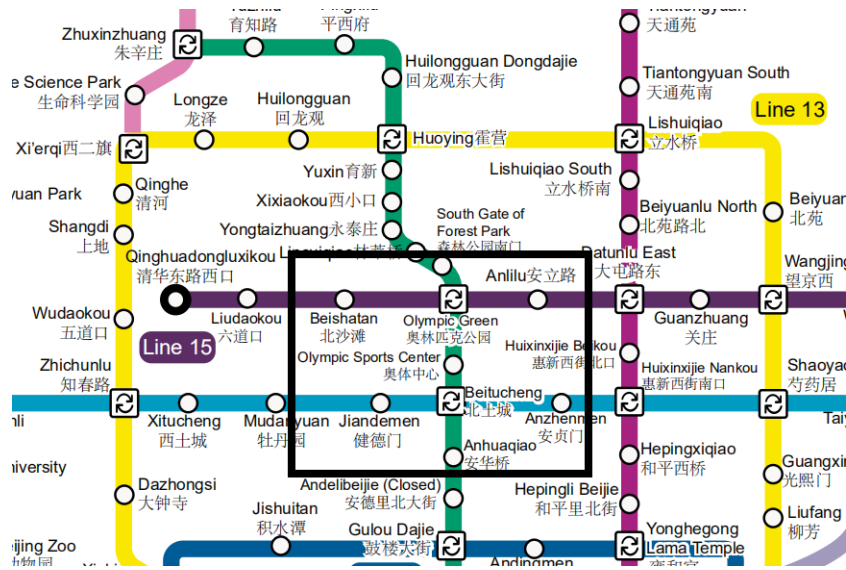 天通苑
育知路
平西府
Zhuxinzhuang
朱辛庄
Huilongguan Dongdajie
回龙观东大街
Tiantongyuan South
天通苑南
e Science Park
生命科学园
Longze
龙泽
Huilongguan
回龙观
Line 13
Lishuiqiao
立水桥
Xi'erqi西二旗
Huoying霍营
Yuxin育新
Lishuiqiao South
立水桥南
yuan Park
Qinghe
清河
Xixiaokou西小口
Beiyuanlu North
北苑路北
Beiyuan
北苑
Shangdi
上地
Yongtaizhuang永泰庄
South Gate of
Forest Park
森林公园南门
Qinghuadongluxikou
清华东路西口
Anlilu安立路
Datunlu East
大屯路东
Wangjing
望京西
Wudaokou
五道口
Liudaokou
六道口
Beishatan
北沙滩
Olympic Green
奥林匹克公园
Guanzhuang
关庄
Line 15
Olympic Sports Center
奥体中心
Huixinxijie Beikou
惠新西街北口
Zhichunlu
知春路
Huixinxijie Nankou
惠新西街南口
Shaoyao
芍药居
Beitucheng
北土城
Xitucheng
西土城
Mudanyuan
牡丹园
Jiandemen
健德门
Anzhenmen
安贞门
Anhuaqiao
安华桥
Hepingxiqiao
和平西桥
niversity
Guangxi
光熙门
Dazhongsi
大钟寺
Andelibeijie (Closed)
安德里北大街
Hepingli Beijie
和平里北街
Liufang
柳芳
Jishuitan
积水潭
Gulou Dajie
鼓楼大街
Yonghegong
Lama Temple
eijing Zoo
Andingmen